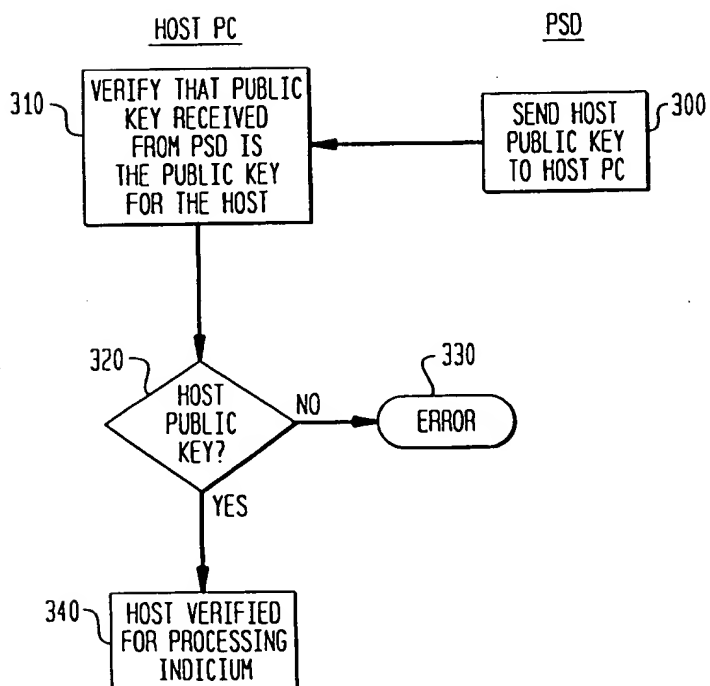 HOST PC
PSD
310
VERIFY THAT PUBLIC
KEY RECEIVED
FROM PSD IS
THE PUBLIC KEY
FOR THE HOST
300
SEND HOST
PUBLIC KEY
TO HOST PC
320
HOST
PUBLIC
KEY?
NO
330
ERROR
YES
340
HOST VERIFIED
FOR PROCESSING
INDICIUM